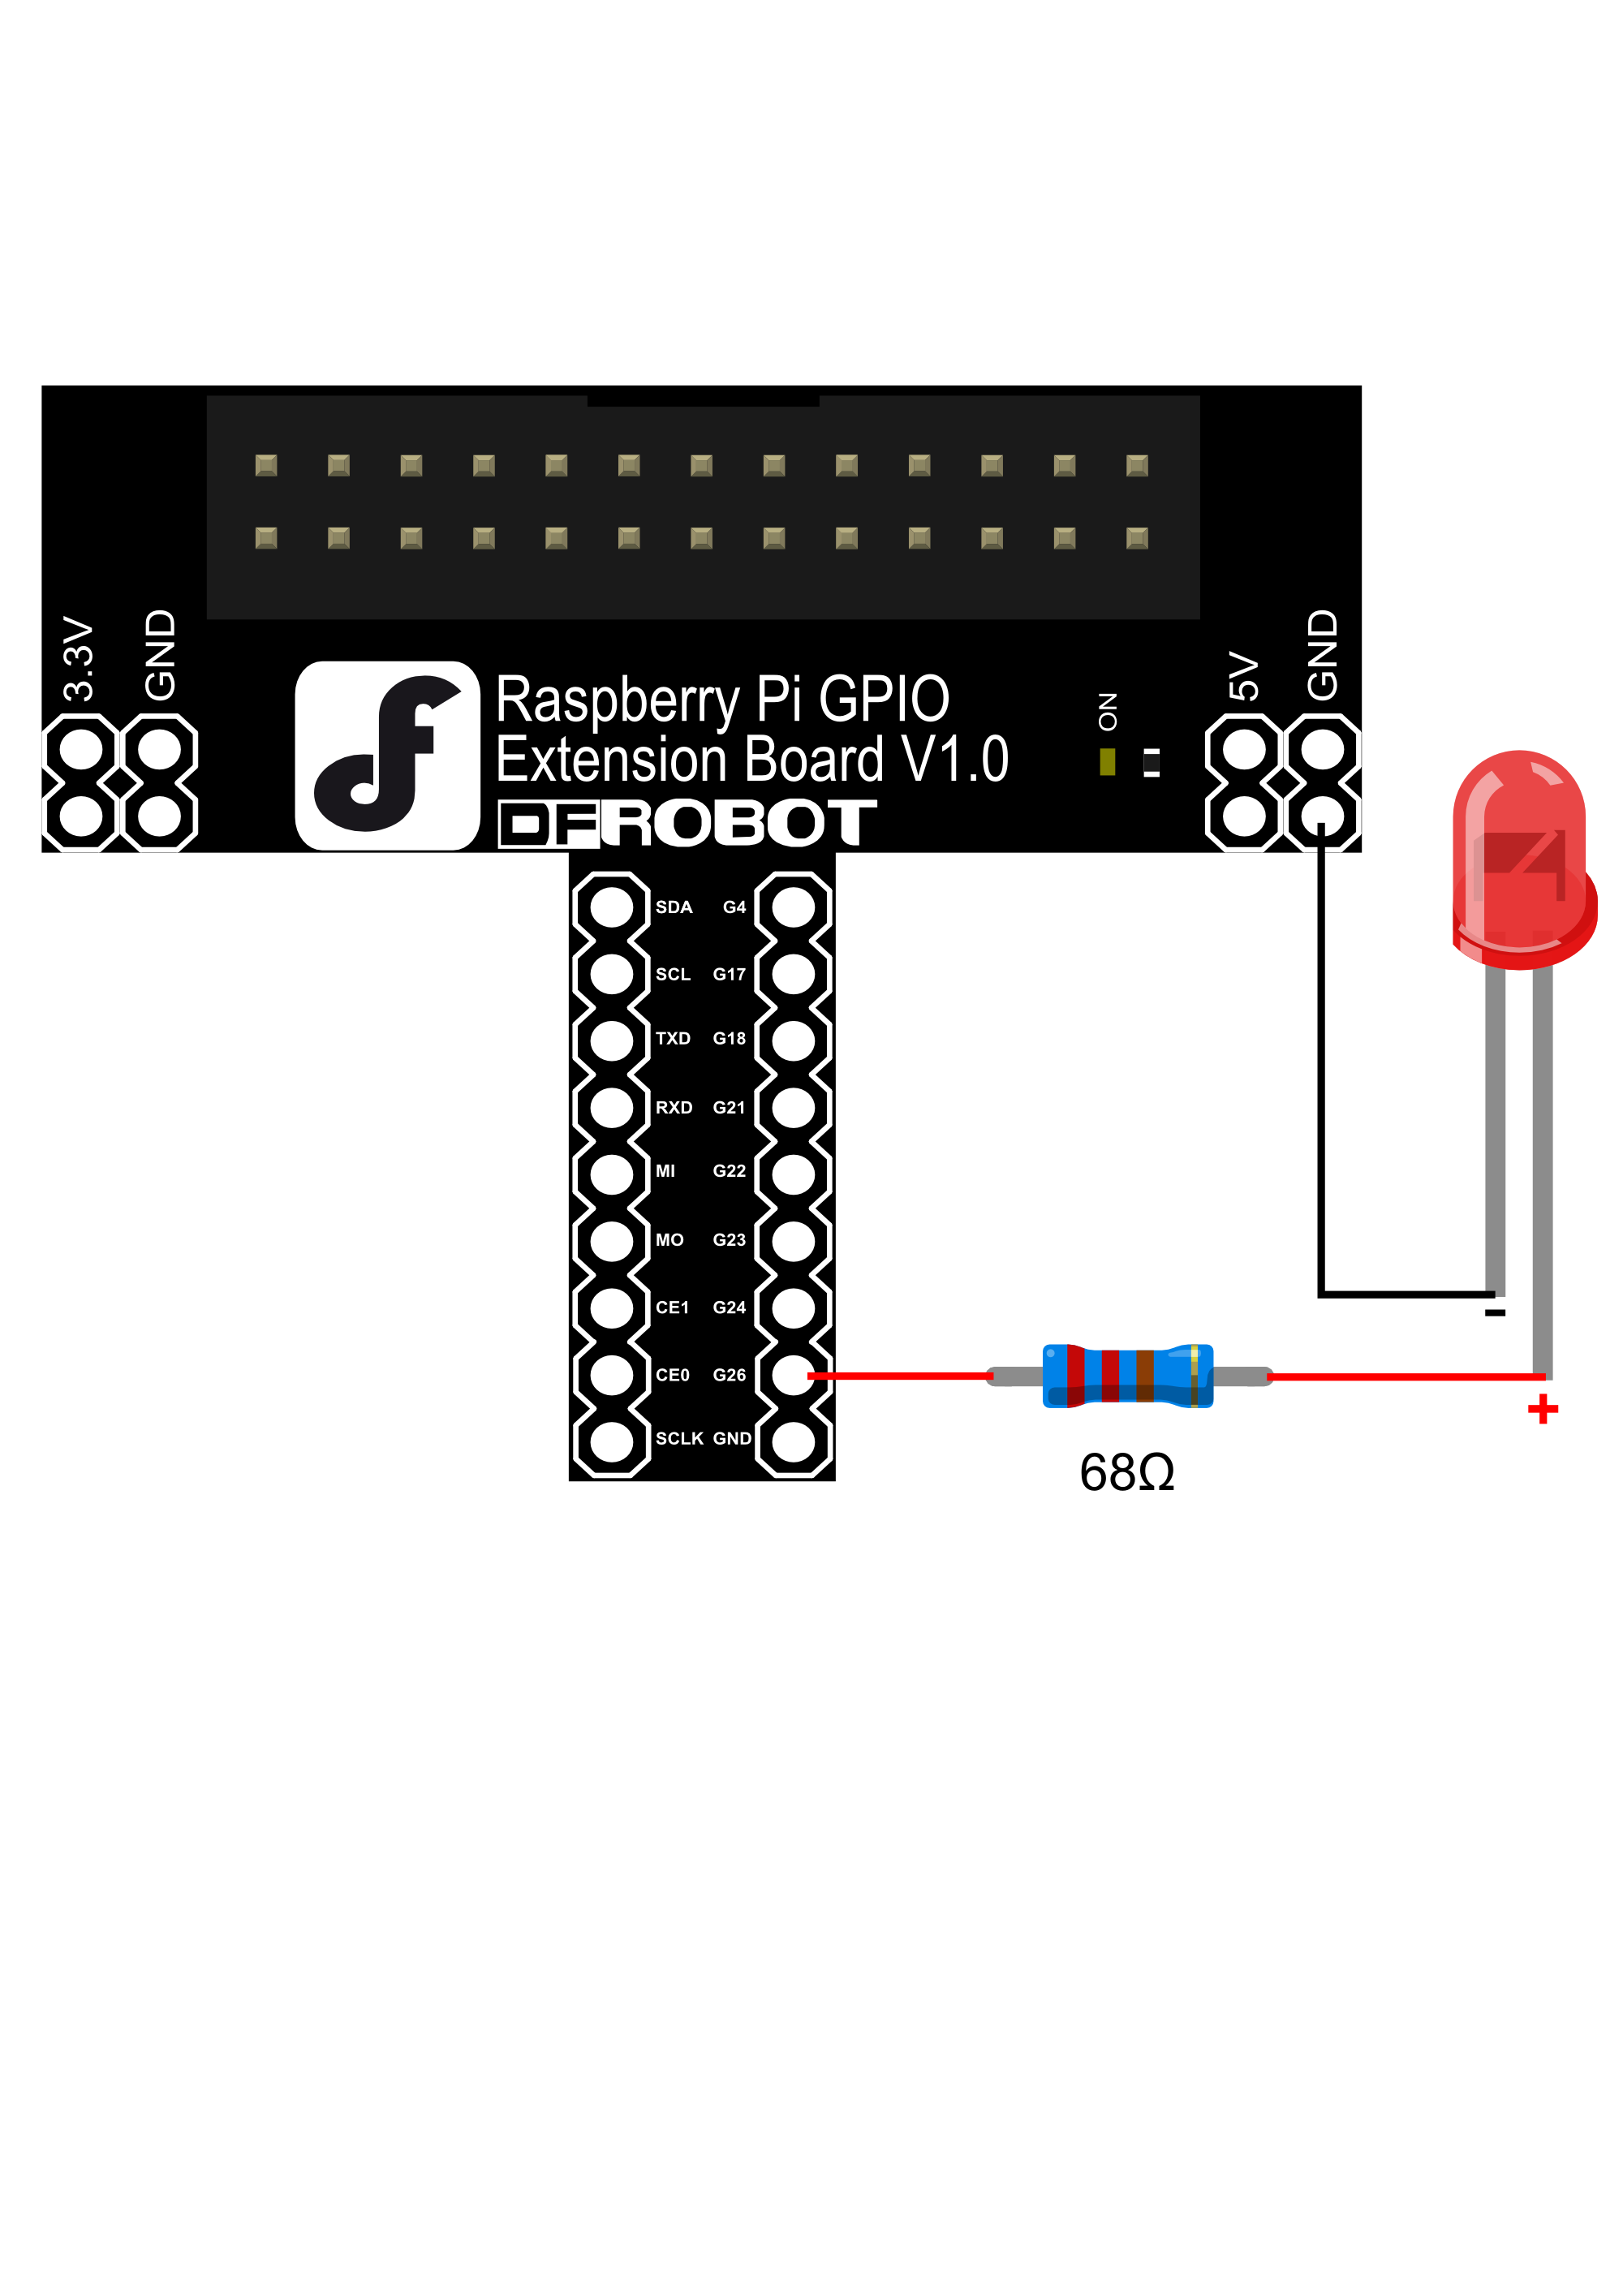 3.3V
GND
Raspberry Pi GPIO
Extension Board V1.0
DFROBOT
ON
5V
GND
SDA G4
SCL G17
TXD G18
RXD G21
MI G22
MO G23
CE1 G24
CE0 G26
SCLK GND
-
+
68Ω